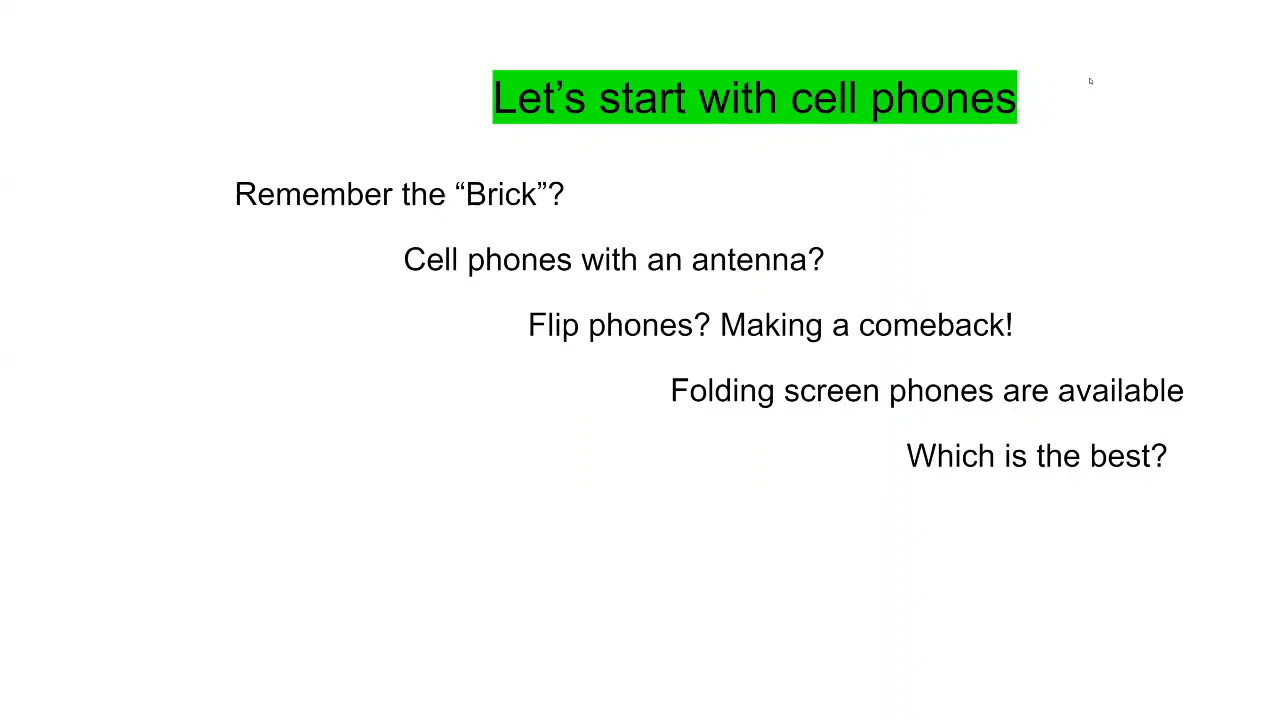 Let’s start with cell phones
Remember the “Brick”?
Cell phones with an antenna?
Flip phones? Making a comeback!
Folding screen phones are available
Which is the best?